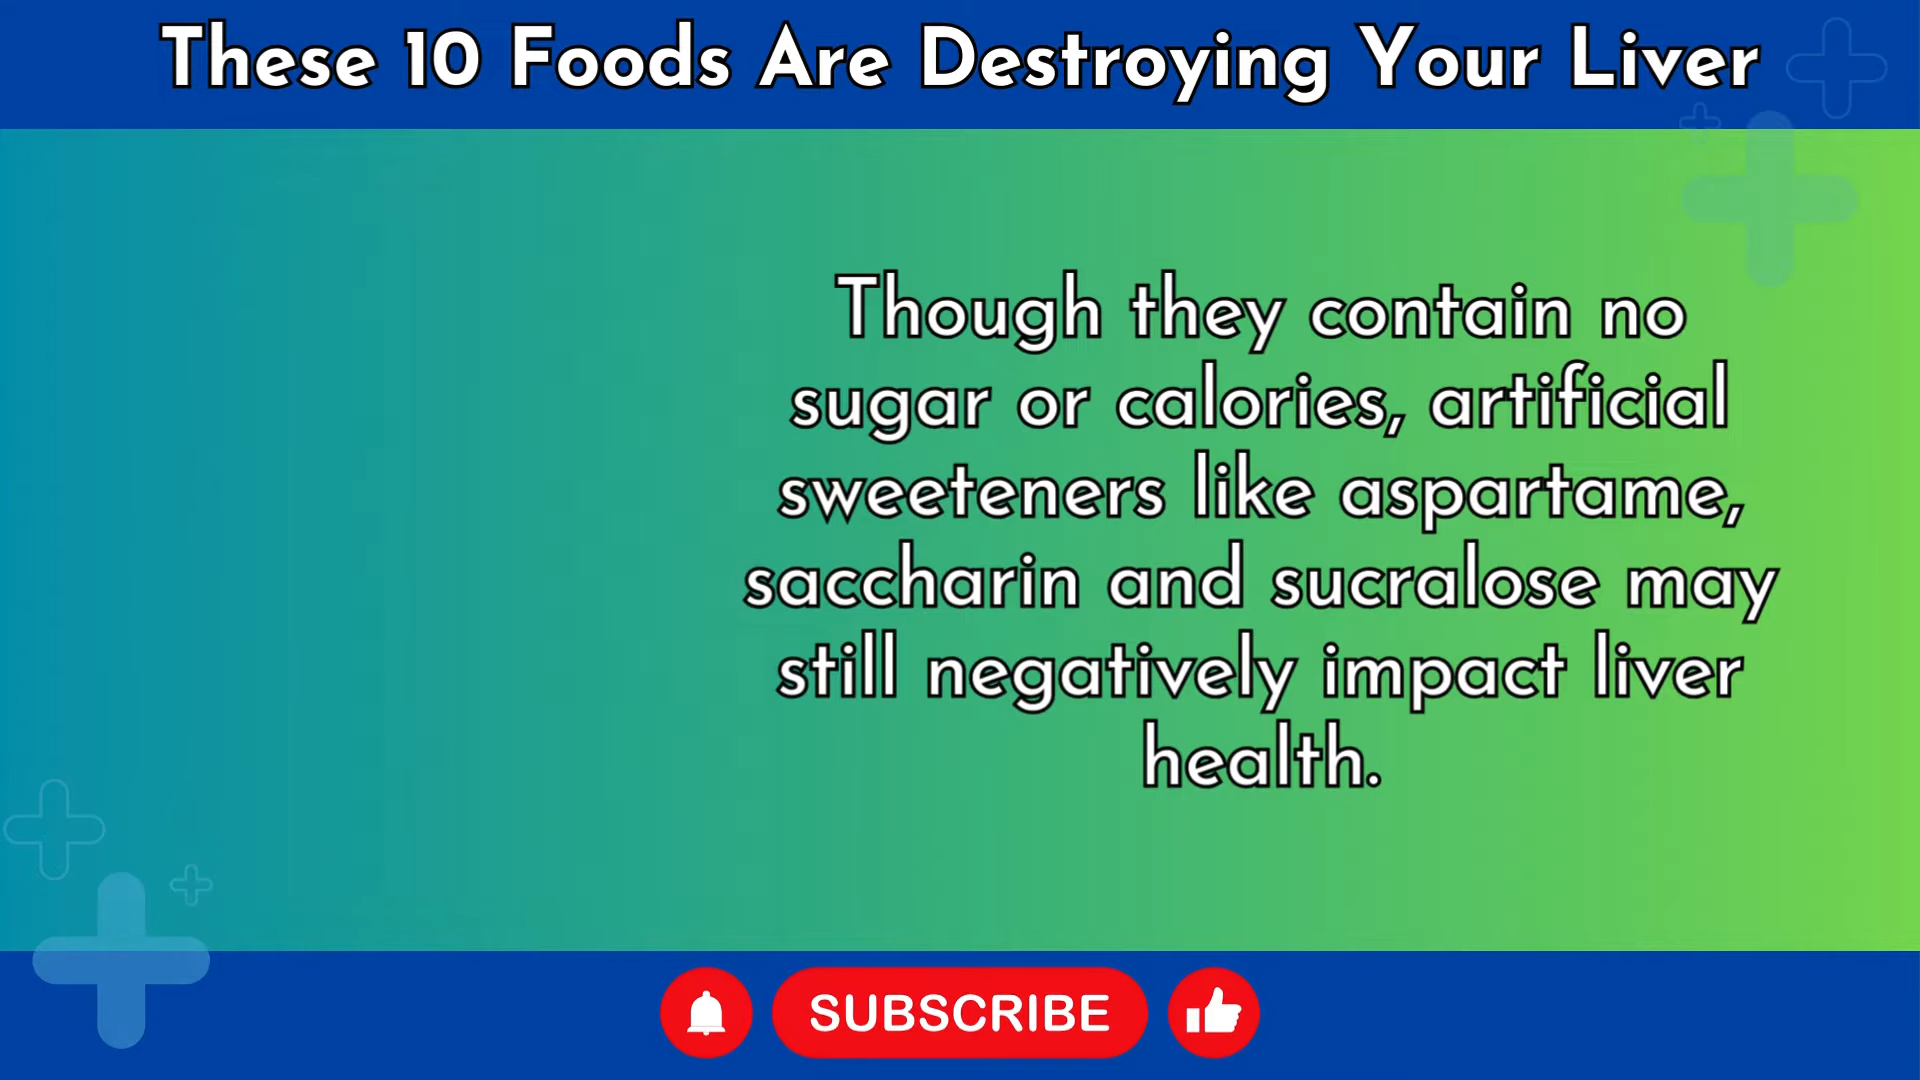 These 10 Foods Are Destroying Your Liver
Though they contain no
sugar or calories, artificial
sweeteners like aspartame,
saccharin and sucralose may
still negatively impact liver
health.
SUBSCRIBE